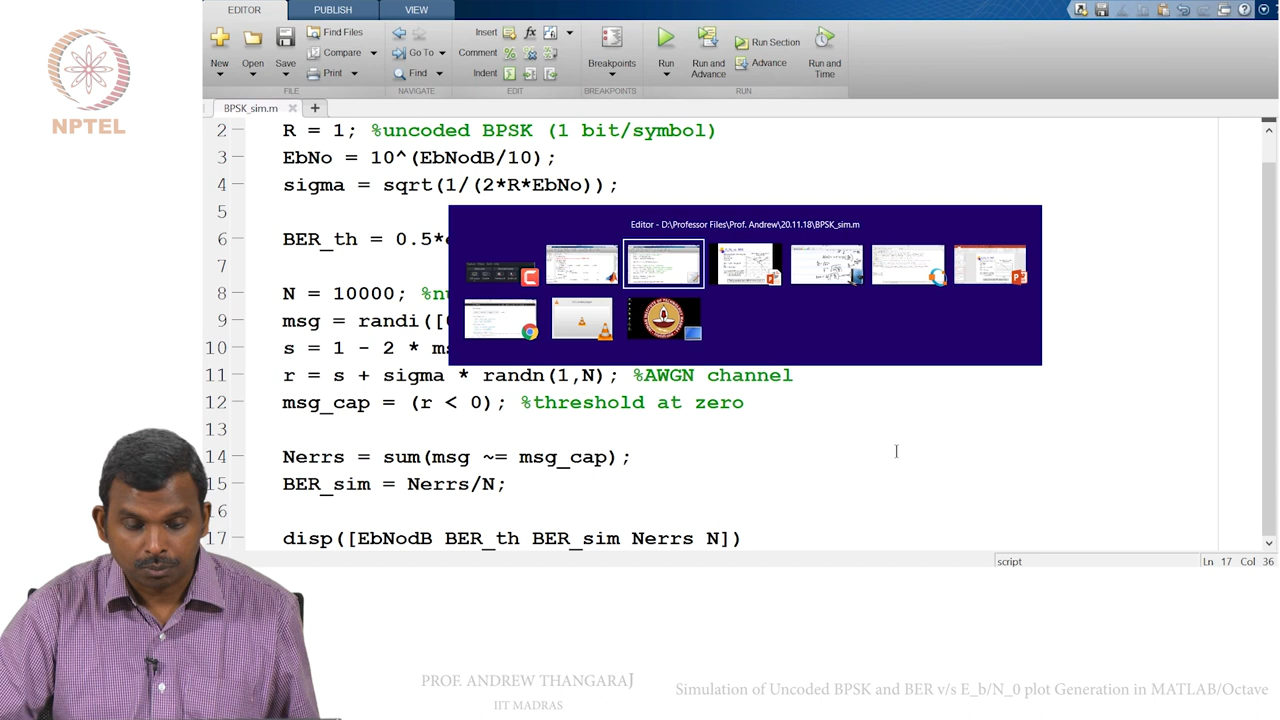 EDITOR
PUBLISH
VIEW
New
Open
Save
Find Files
Compare
Print
FILE
Go To
Find
NAVIGATE
Insert
fx
Comment
Indent
EDIT
Breakpoints
BREAKPOINTS
Run
Run and
Advance
Run Section
Advance
Run and
Time
RUN
NPTEL
BPSK_sim.m
2 R = 1; %uncoded BPSK (1 bit/symbol)
3 EbNo = 10^(EbNodB/10);
4 sigma = sqrt(1/(2*R*EbNo));
5
6 BER_th = 0.5*
7
8 N = 10000;
9 msg = randi([
10 s = 1 - 2 *
11 r = s + sigma * randn(1,N); %AWGN channel
12 msg_cap = (r < 0); %threshold at zero
13
14 Nerrs = sum(msg ~= msg_cap);
15 BER_sim = Nerrs/N;
16
17 disp([EbNodB BER_th BER_sim Nerrs N])
Editor - D:\Professor Files\Prof. Andrew\20.11.18\BPSK_sim.m
script
Ln 17 Col 36
PROF. ANDREW THANGARAJ
IIT MADRAS
Simulation of Uncoded BPSK and BER v/s E_b/N_0 plot Generation in MATLAB/Octave